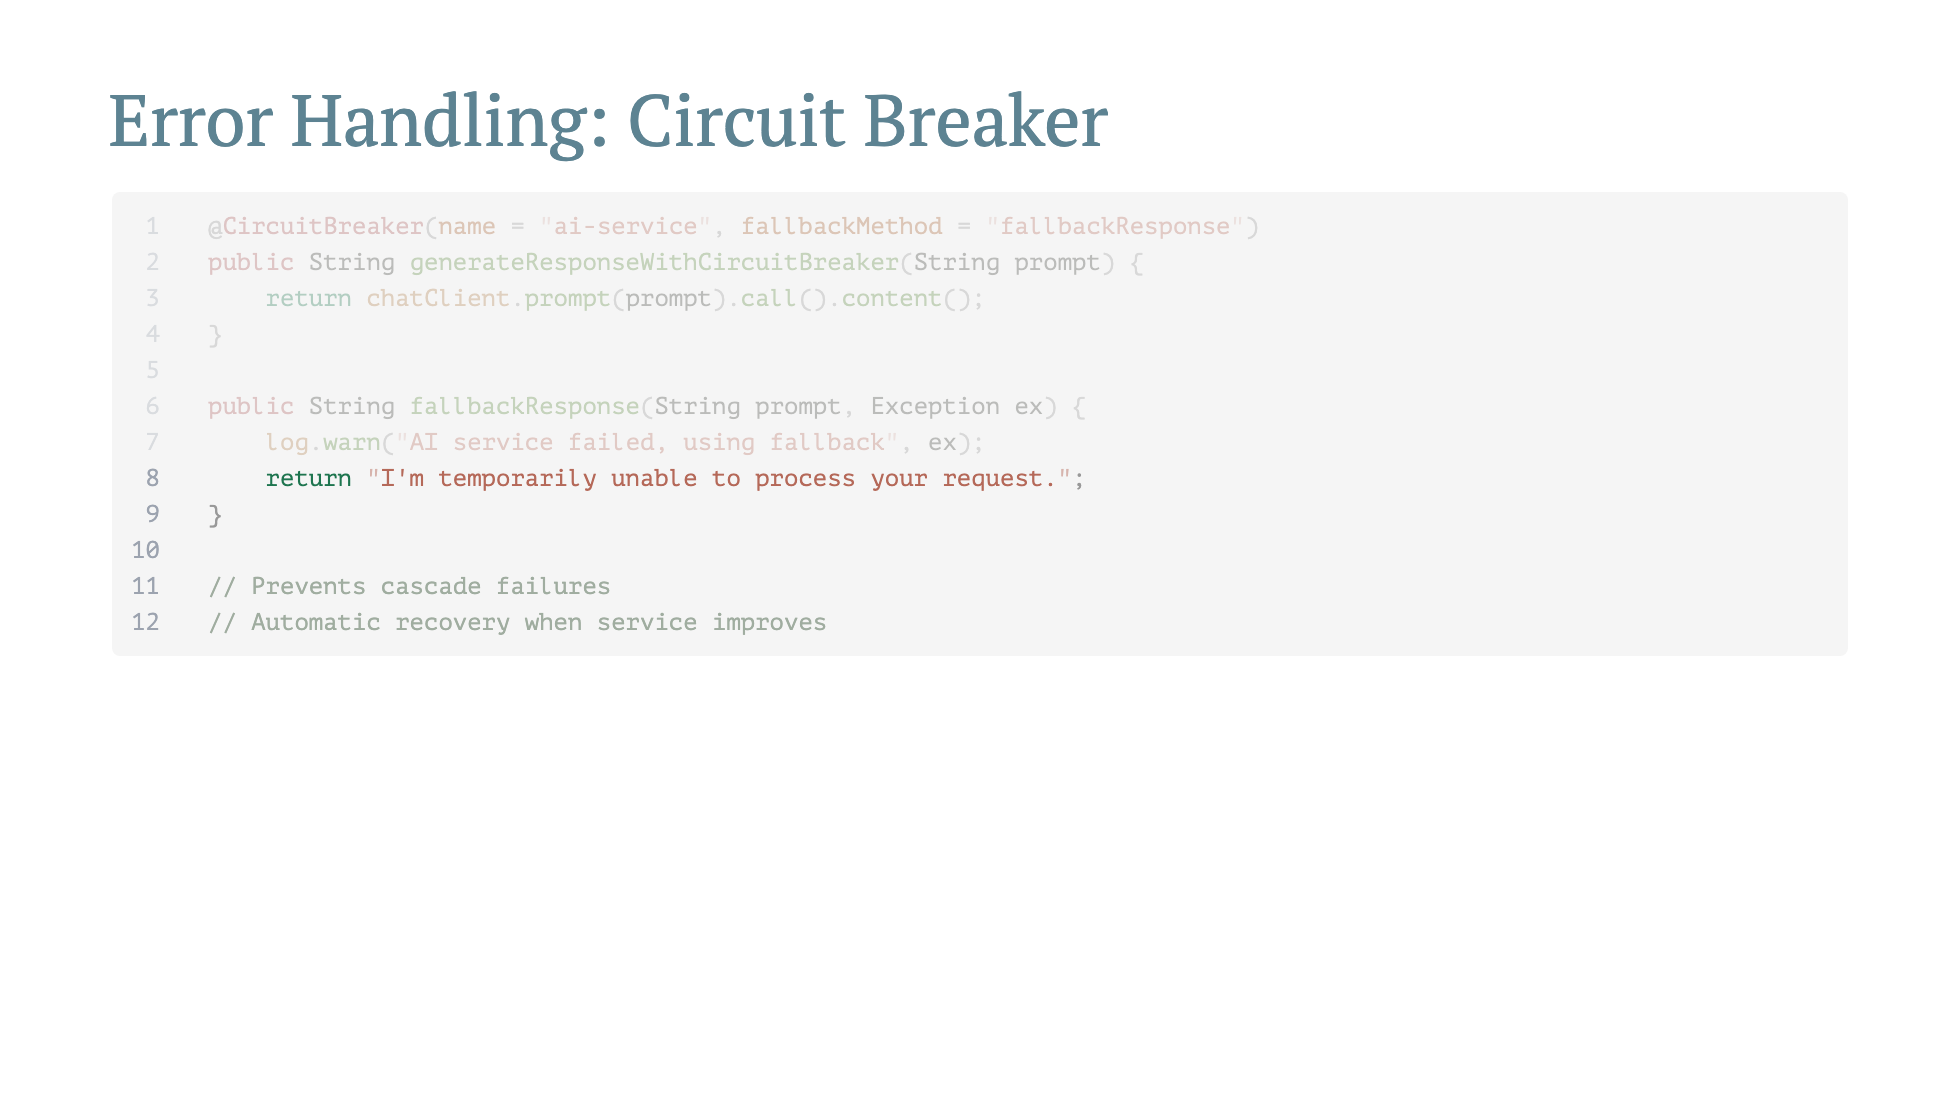 Error Handling: Circuit Breaker
1 @CircuitBreaker(name = "ai-service", fallbackMethod = "fallbackResponse")
2 public String generateResponseWithCircuitBreaker(String prompt) {
3     return chatClient.prompt(prompt).call().content();
4 }
5
6 public String fallbackResponse(String prompt, Exception ex) {
7     log.warn("AI service failed, using fallback", ex);
8     return "I'm temporarily unable to process your request.";
9 }
10
11 // Prevents cascade failures
12 // Automatic recovery when service improves